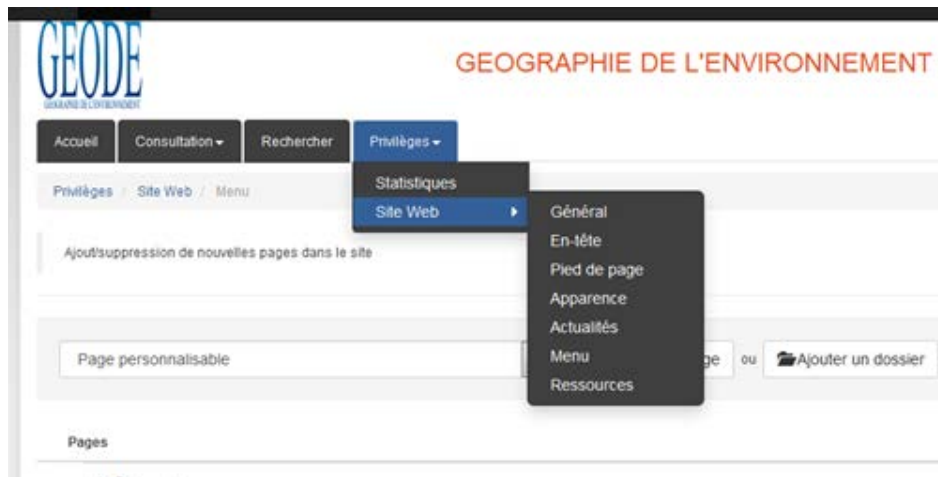 GEODE
GEOGRAPHIE DE L'ENVIRONNEMENT
GEOGRAPHIE DE L'ENVIRONNEMENT
Accueil Consultation Rechercher Privilèges
Statistiques
Site Web
Général
En-tête
Pied de page
Apparence
Actualités
Menu
Ressources
Privilèges / Site Web / Menu
Ajout/suppression de nouvelles pages dans le site
Page personnalisable ge ou Ajouter un dossier
Pages